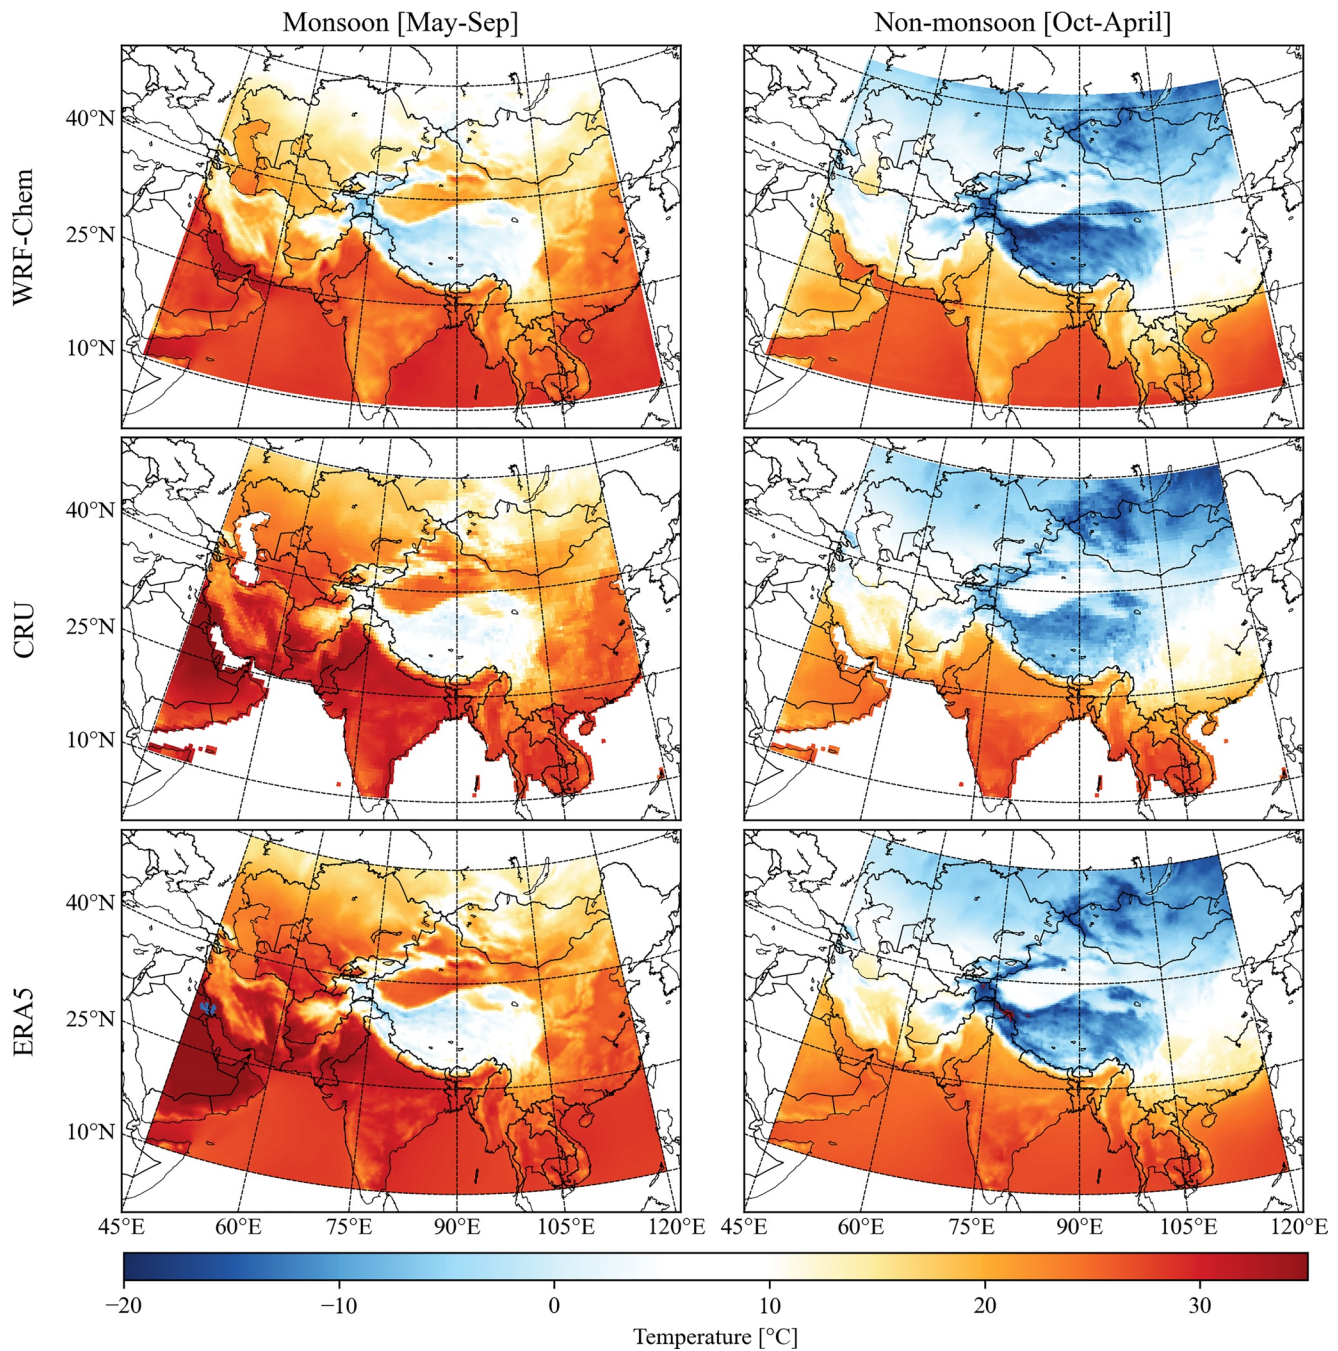 Monsoon [May-Sep]
Non-monsoon [Oct-April]
WRF-Chem
40°N
25°N
10°N
CRU
40°N
25°N
10°N
ERA5
40°N
25°N
10°N
45°E 60°E 75°E 90°E 105°E 120°E
45°E 60°E 75°E 90°E 105°E 120°E
−20 −10 0 10 20 30
Temperature [°C]